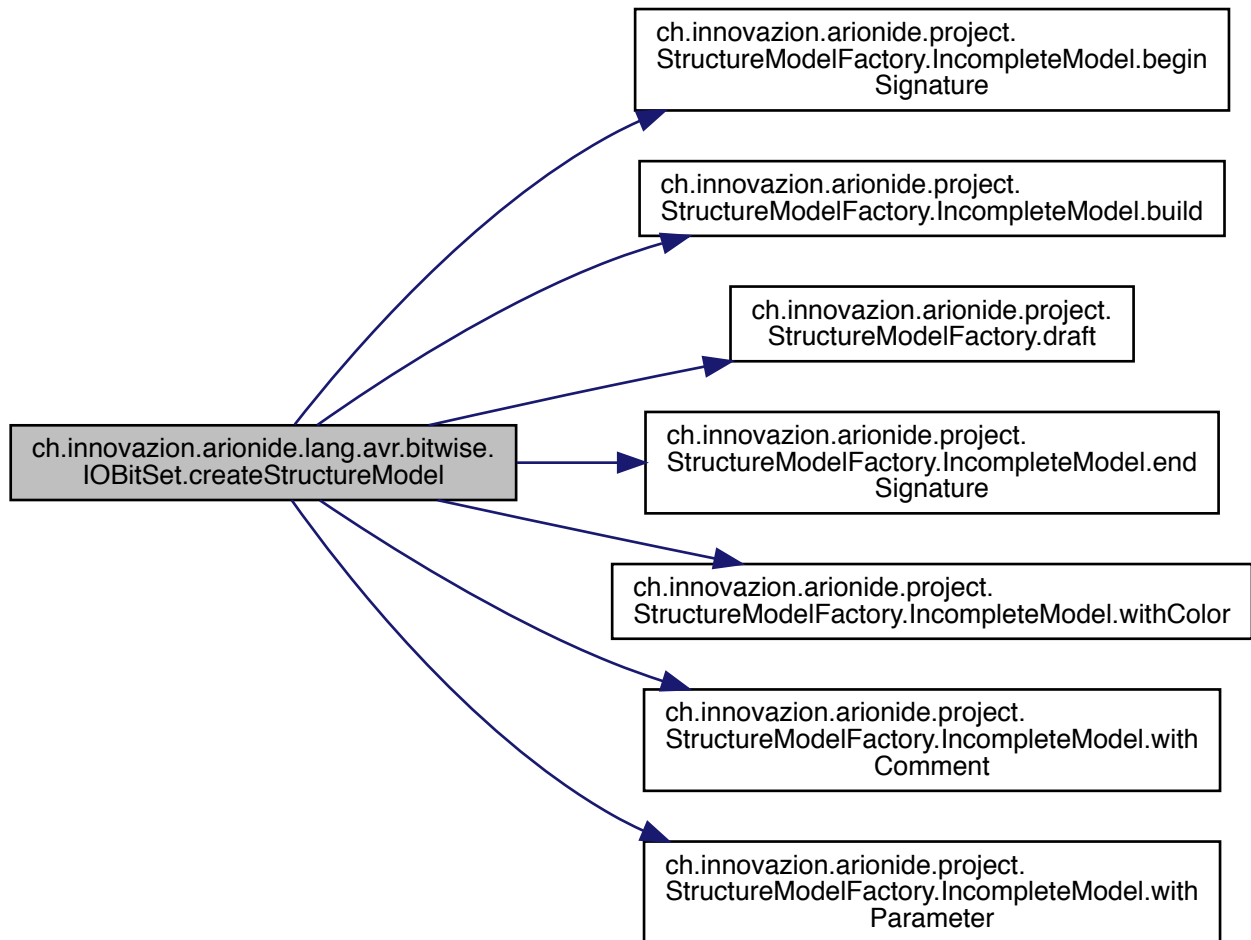 ch.innovazion.arionide.project.
StructureModelFactory.IncompleteModel.begin
Signature
ch.innovazion.arionide.project.
StructureModelFactory.IncompleteModel.build
ch.innovazion.arionide.project.
StructureModelFactory.draft
ch.innovazion.arionide.lang.avr.bitwise.
IOBitSet.createStructureModel
ch.innovazion.arionide.project.
StructureModelFactory.IncompleteModel.end
Signature
ch.innovazion.arionide.project.
StructureModelFactory.IncompleteModel.withColor
ch.innovazion.arionide.project.
StructureModelFactory.IncompleteModel.with
Comment
ch.innovazion.arionide.project.
StructureModelFactory.IncompleteModel.with
Parameter